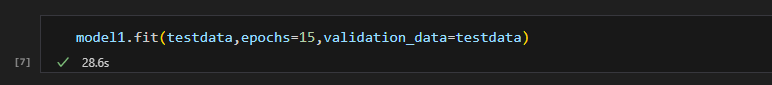 model1.fit(testdata,epochs=15,validation_data=testdata)
[7] ✓ 28.6s